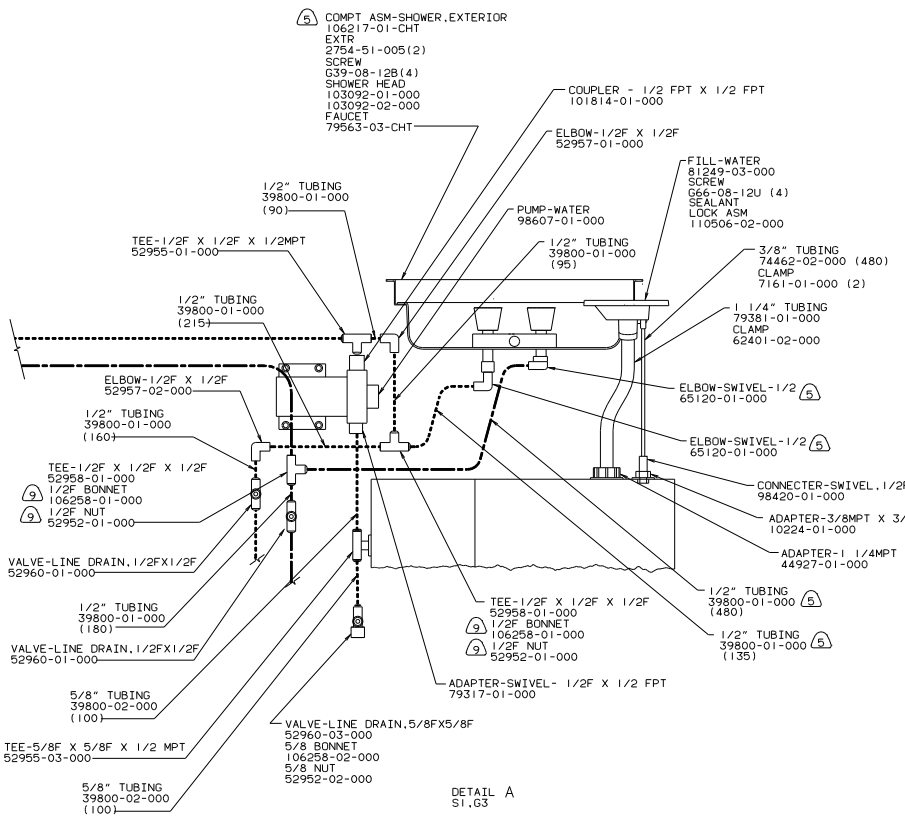 5 COMPT ASM-SHOWER,EXTERIOR
106217-01-CHT
EXTR
2754-51-005(2)
SCREW
G39-08-12B(4)
SHOWER HEAD
103092-01-000
103092-02-000
FAUCET
79563-03-CHT
COUPLER - 1/2 FPT X 1/2 FPT
101814-01-000
ELBOW-1/2F X 1/2F
52957-01-000
FILL-WATER
81249-03-000
SCREW
G66-08-12U (4)
SEALANT
LOCK ASM
110506-02-000
1/2" TUBING
39800-01-000
(90)
PUMP-WATER
98607-01-000
TEE-1/2F X 1/2F X 1/2MPT
52955-01-000
1/2" TUBING
39800-01-000
(95)
3/8" TUBING
74462-02-000 (480)
CLAMP
7161-01-000 (2)
1/2" TUBING
39800-01-000
(215)
1 1/4" TUBING
79381-01-000
CLAMP
62401-02-000
ELBOW-1/2F X 1/2F
52957-02-000
ELBOW-SWIVEL-1/2 5
65120-01-000
1/2" TUBING
39800-01-000
(160)
ELBOW-SWIVEL-1/2 5
65120-01-000
TEE-1/2F X 1/2F X 1/2F
52958-01-000
9 1/2F BONNET
106258-01-000
9 1/2F NUT
52952-01-000
CONNECTER-SWIVEL,1/2F
98420-01-000
ADAPTER-3/8MPT X 3/
10224-01-000
VALVE-LINE DRAIN,1/2FX1/2F
52960-01-000
ADAPTER-1 1/4MPT
44927-01-000
1/2" TUBING
39800-01-000
(180)
TEE-1/2F X 1/2F X 1/2F
52958-01-000
9 1/2F BONNET
106258-01-000
9 1/2F NUT
52952-01-000
1/2" TUBING
39800-01-000 5
(480)
VALVE-LINE DRAIN,1/2FX1/2F
52960-01-000
1/2" TUBING
39800-01-000 5
(135)
5/8" TUBING
39800-02-000
(100)
ADAPTER-SWIVEL- 1/2F X 1/2 FPT
79317-01-000
VALVE-LINE DRAIN,5/8FX5/8F
52960-03-000
5/8 BONNET
106258-02-000
5/8 NUT
52952-02-000
TEE-5/8F X 5/8F X 1/2 MPT
52955-03-000
5/8" TUBING
39800-02-000
(100)
DETAIL A
S1,G3